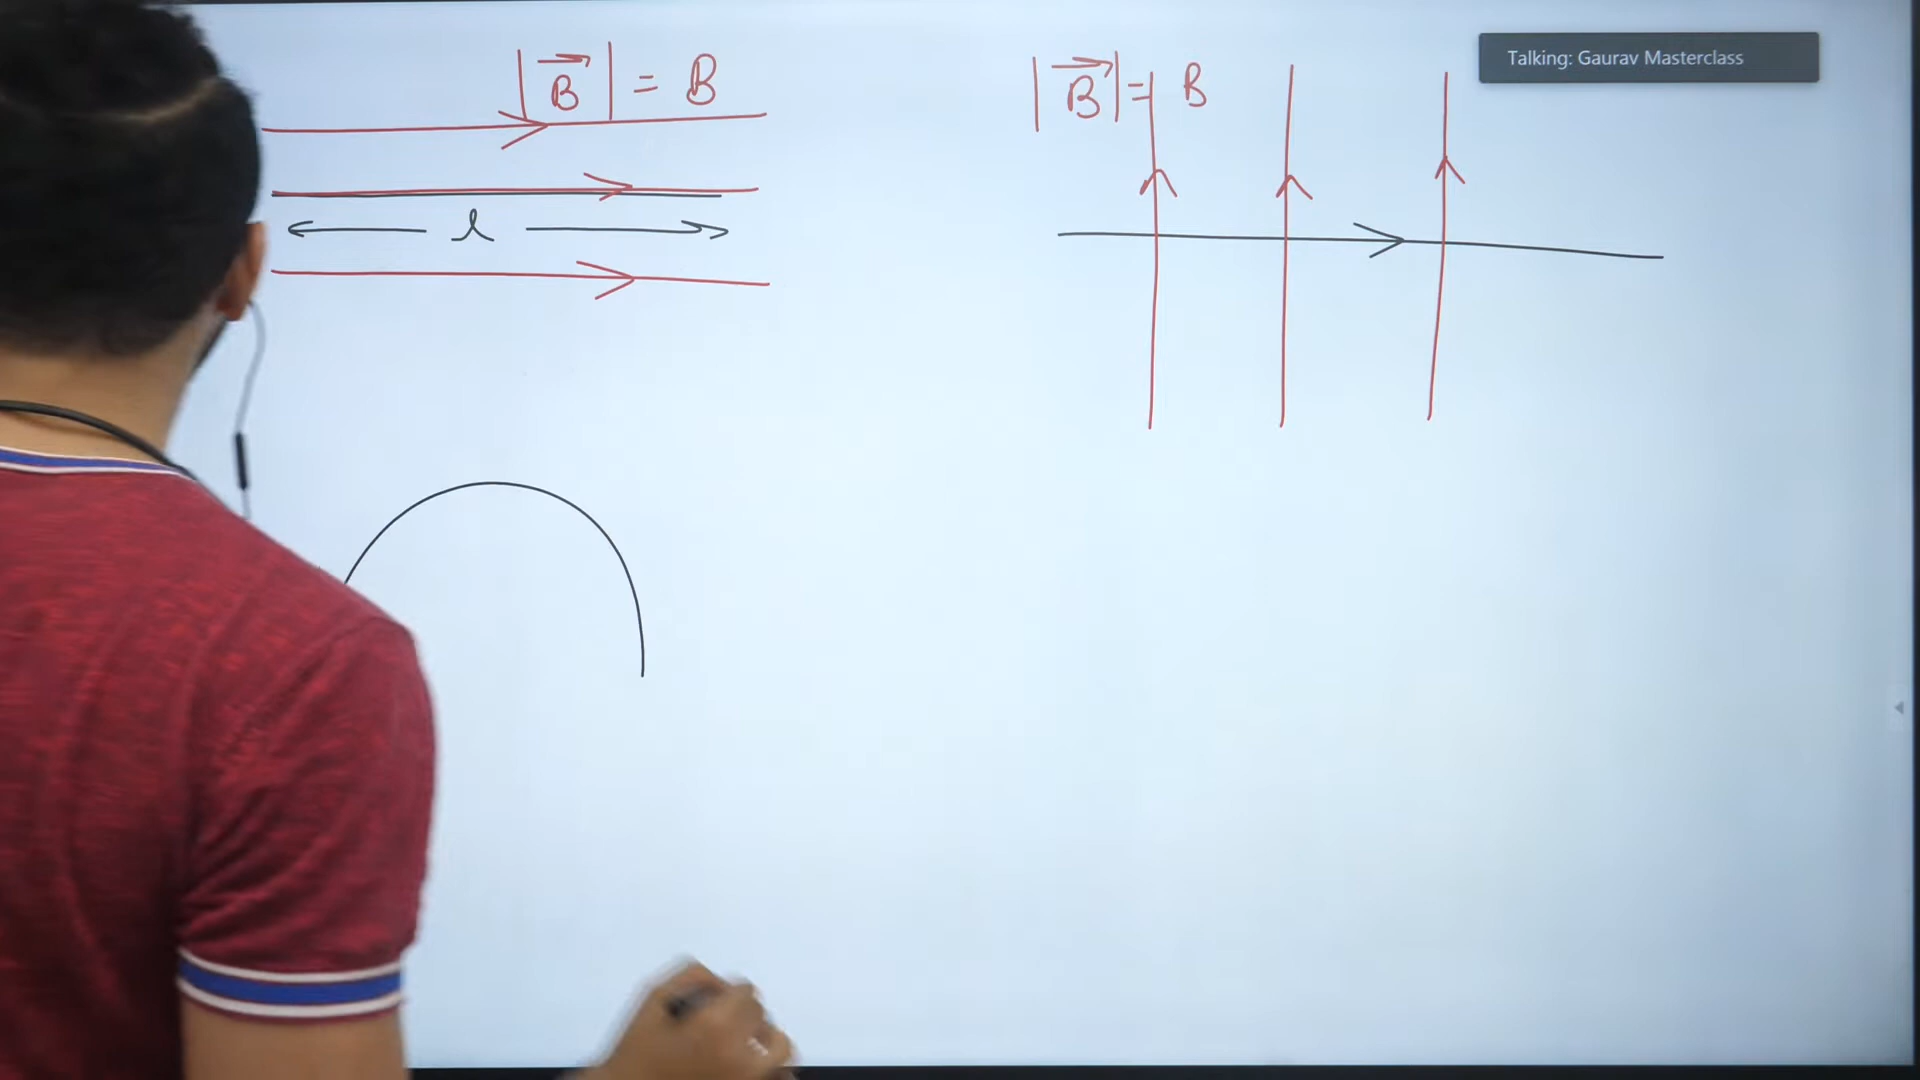 |B⃗| = B
|B⃗| = B
Talking: Gaurav Masterclass
l